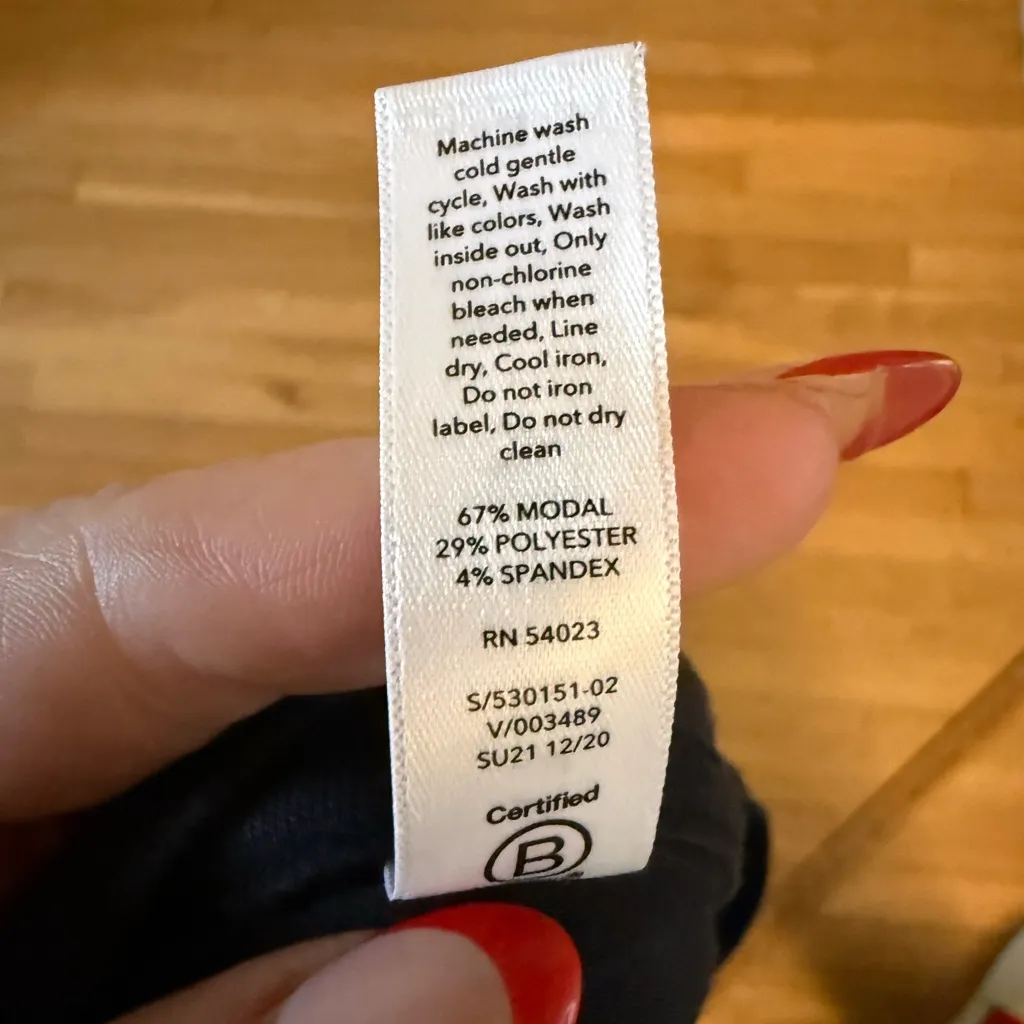 Machine wash
cold gentle
cycle, Wash with
like colors, Wash
inside out, Only
non-chlorine
bleach when
needed, Line
dry, Cool iron,
Do not iron
label, Do not dry
clean
67% MODAL
29% POLYESTER
4% SPANDEX
RN 54023
S/530151-02
V/003489
SU21 12/20
Certified
B